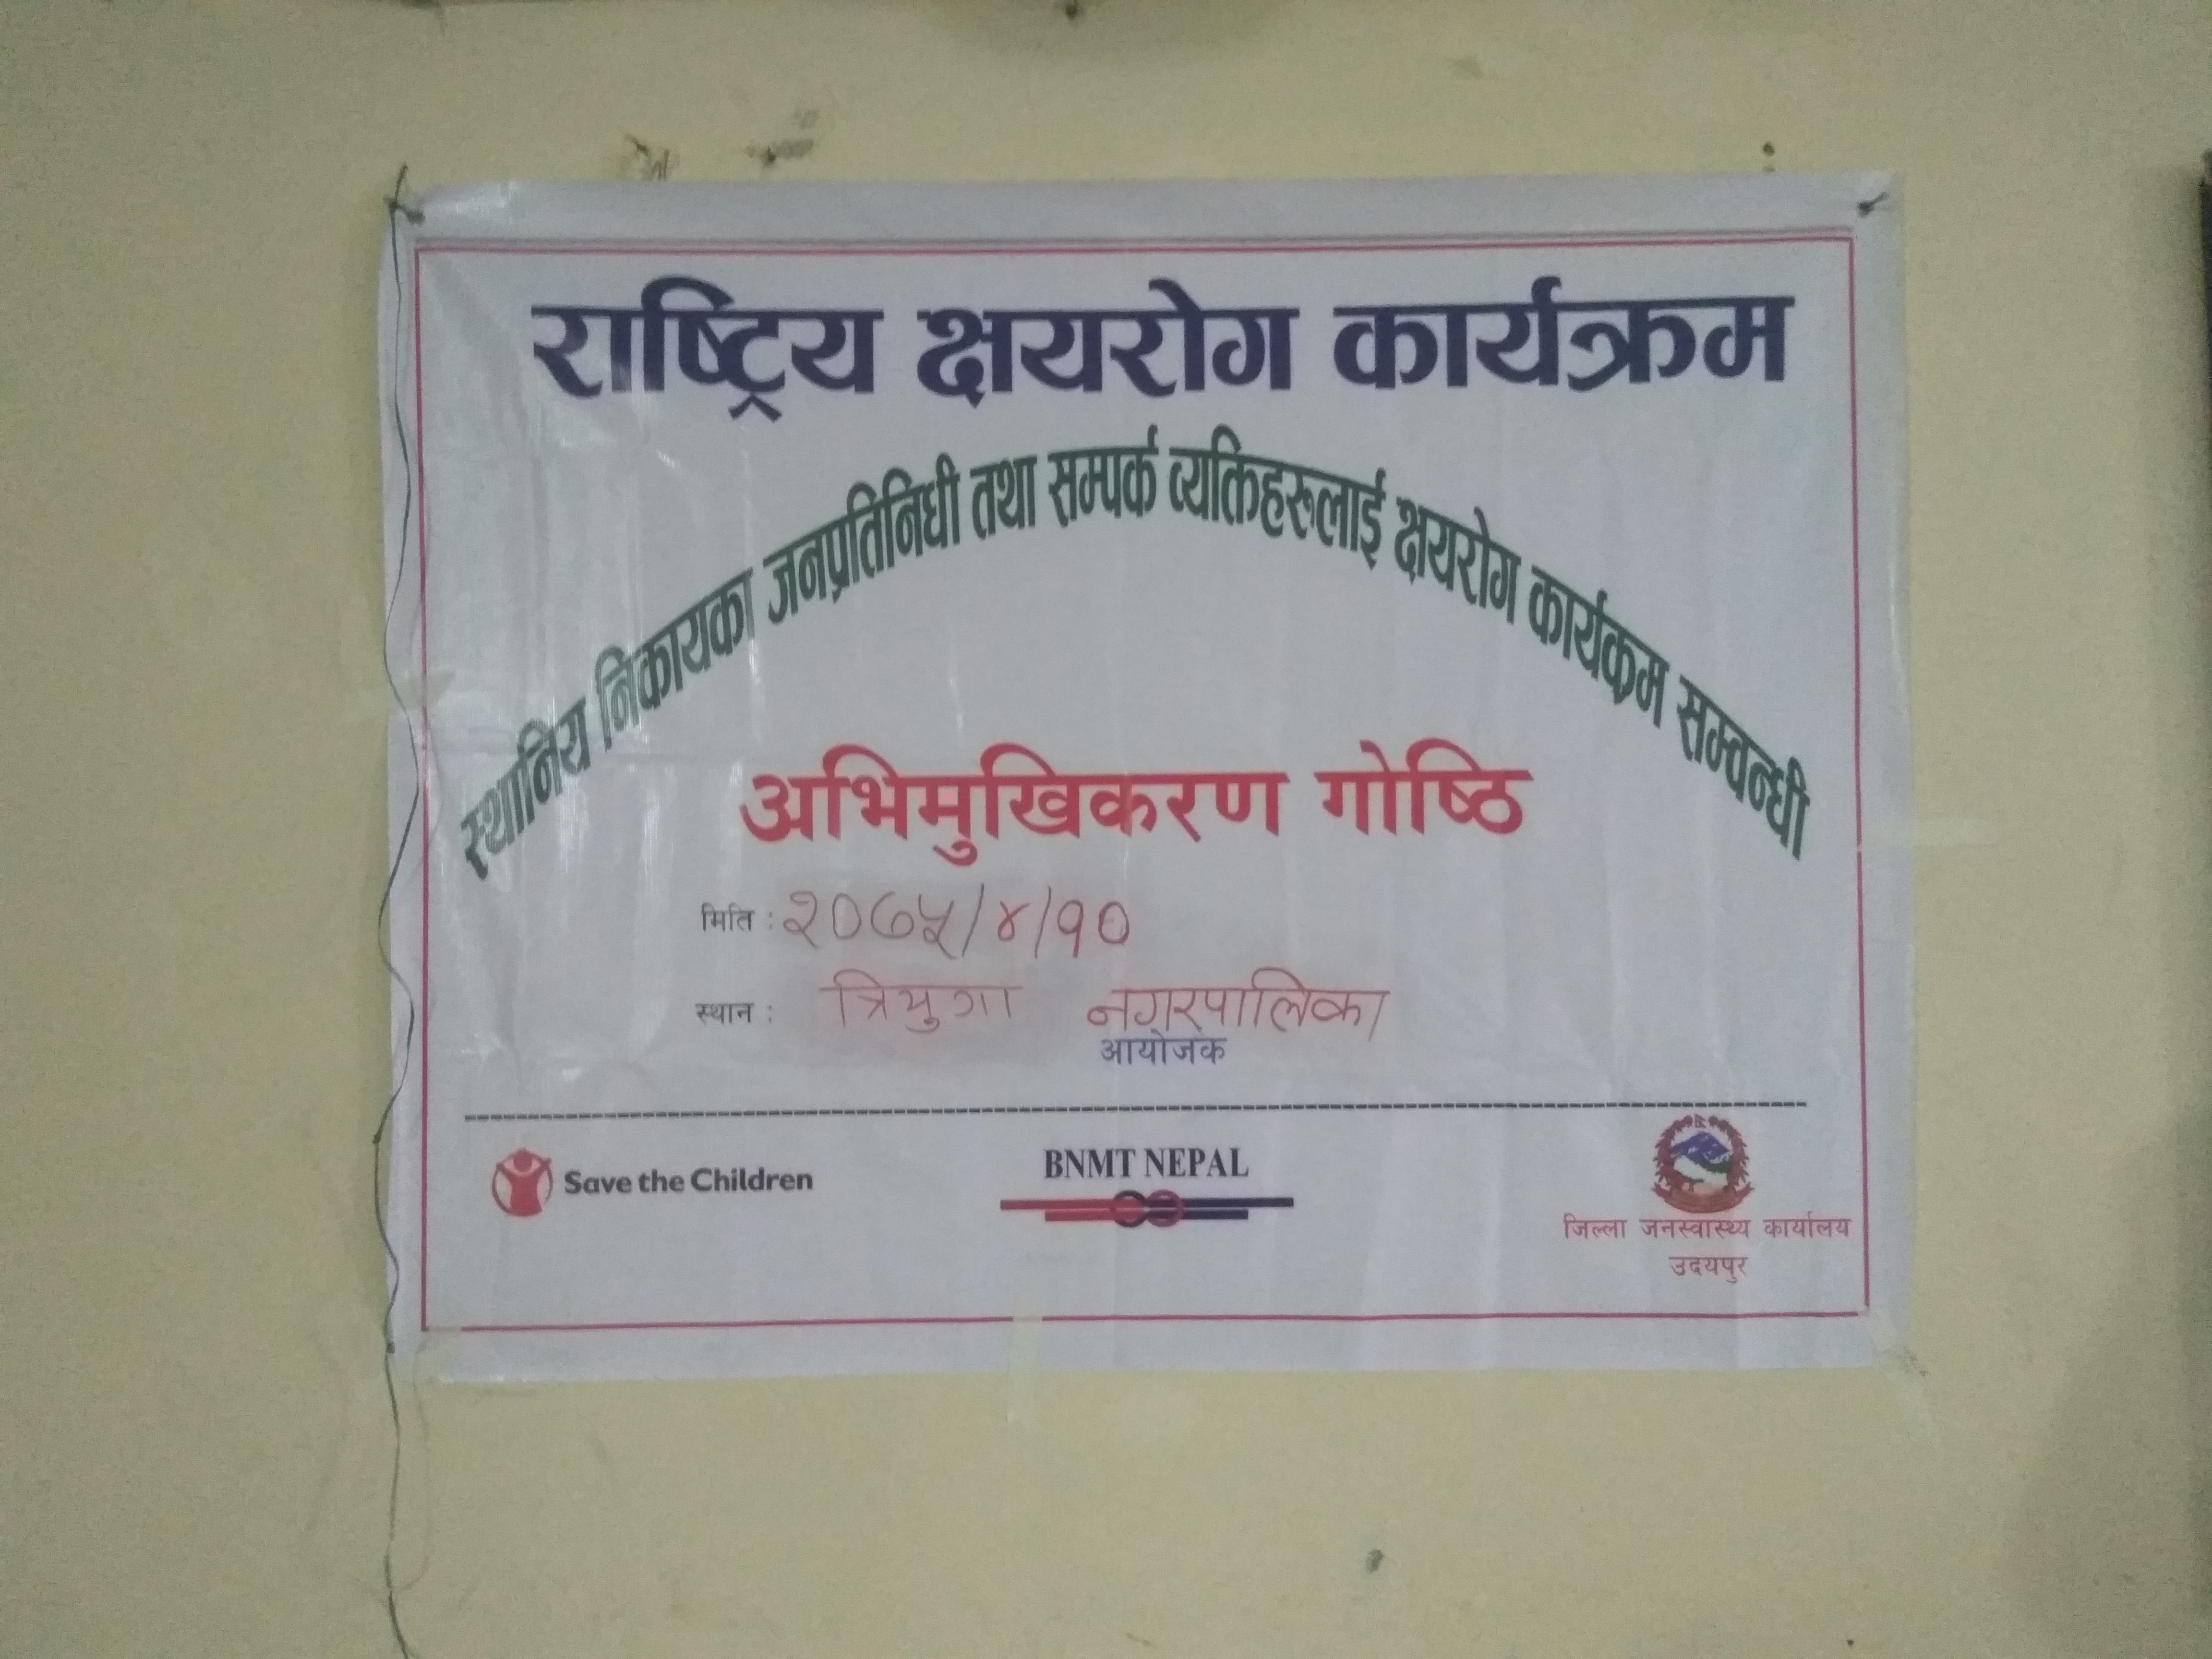 राष्ट्रिय क्षयरोग कार्यक्रम
स्थानिय निकायका जनप्रतिनिधी तथा सम्पर्क व्यक्तिहरूलाई क्षयरोग कार्यक्रम सम्वन्धी
अभिमुखिकरण गोष्ठि
मिति : २०७५/४/१०
स्थान : त्रियुगा नगरपालिका
आयोजक
Save the Children
BNMT NEPAL
जिल्ला जनस्वास्थ्य कार्यालय
उदयपुर